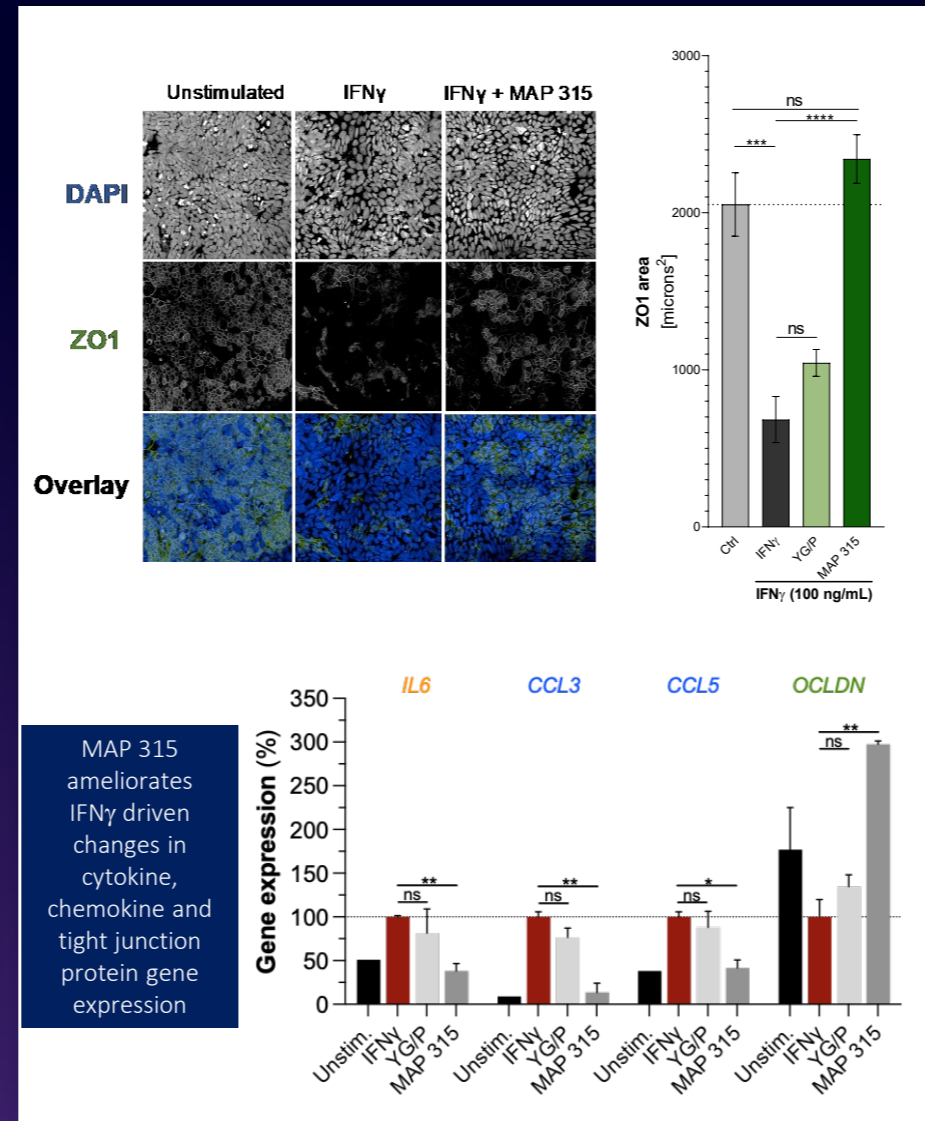 Unstimulated IFNγ IFNγ + MAP 315
DAPI
ZO1
Overlay
3000
2000
1000
0
ZO1 area
[microns²]
ns
****
***
ns
Ctrl
IFNγ
YG/P
MAP 315
IFNγ (100 ng/mL)
MAP 315
ameliorates
IFNγ driven
changes in
cytokine,
chemokine and
tight junction
protein gene
expression
Gene expression (%)
350
300
250
200
150
100
50
0
IL6 CCL3 CCL5 OCLDN
**
ns
**
ns
*
ns
**
ns
Unstim.
IFNγ
YG/P
MAP 315
Unstim.
IFNγ
YG/P
MAP 315
Unstim.
IFNγ
YG/P
MAP 315
Unstim.
IFNγ
YG/P
MAP 315